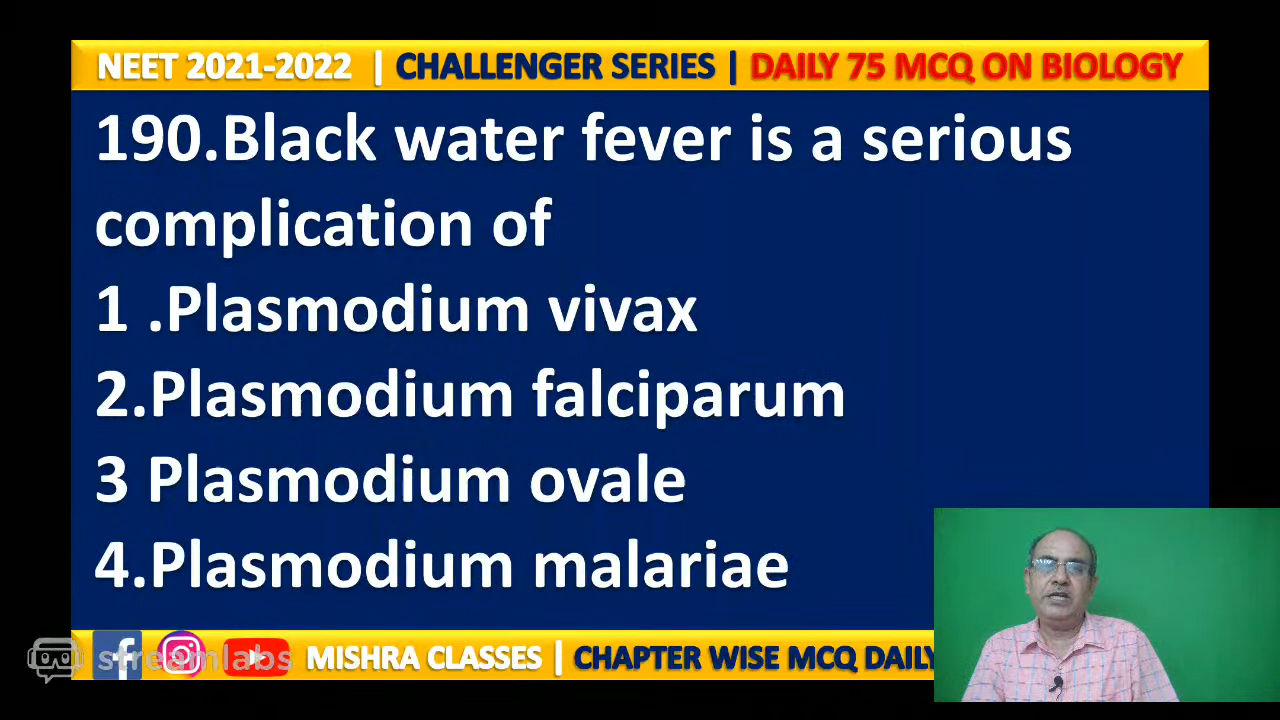 NEET 2021-2022 | CHALLENGER SERIES | DAILY 75 MCQ ON BIOLOGY
190.Black water fever is a serious
complication of
1 .Plasmodium vivax
2.Plasmodium falciparum
3 Plasmodium ovale
4.Plasmodium malariae
streamlabs
MISHRA CLASSES | CHAPTER WISE MCQ DAILY